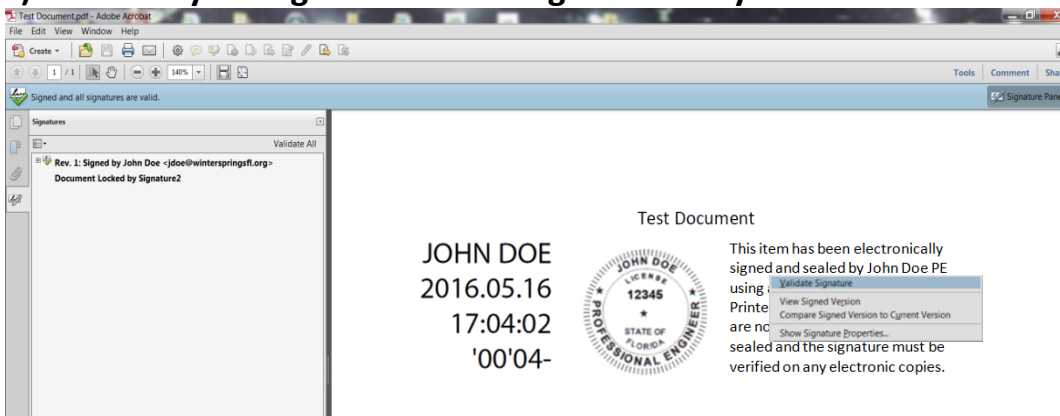 Test Document.pdf - Adobe Acrobat
File Edit View Window Help
Create
1 / 1 140% Tools Comment
Signed and all signatures are valid. Signature
Signatures
Validate All
Rev. 1: Signed by John Doe <jdoe@winterspringsfl.org>
Document Locked by Signature2
Test Document
JOHN DOE
2016.05.16
17:04:02
'00'04-
JOHN DOE
LICENSE
12345
★
STATE OF
FLORIDA
★ PROFESSIONAL ENGINEER ★
This item has been electronically
signed and sealed by John Doe PE
using
Validate Signature
View Signed Version
Compare Signed Version to Current Version
Show Signature Properties...
are
sealed and the signature must be
verified on any electronic copies.